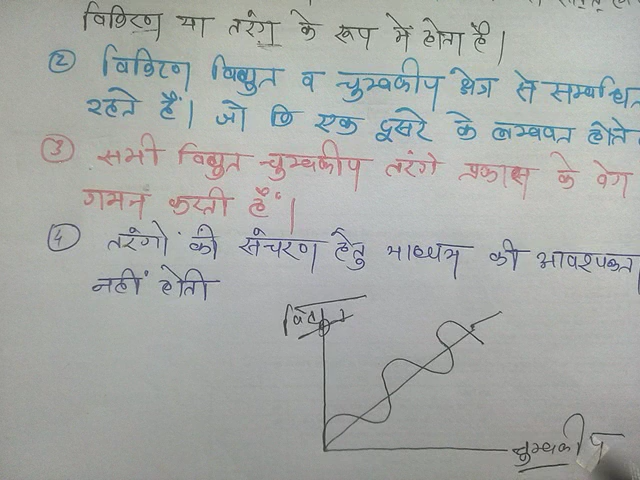 विकिरण या तरंग के रूप में होता है।
② विकिरण विद्युत व चुम्बकीय क्षेत्र से सम्बंधित
रहते हैं। जो कि एक दूसरे के लम्बवत होते
③ सभी विद्युत चुम्बकीय तरंगे प्रकाश के वेग
गमन करती हैं।
④ तरंगों की संचरण हेतु माध्यम की आवश्यकता
नहीं होती
विद्युत
चुम्बकीय